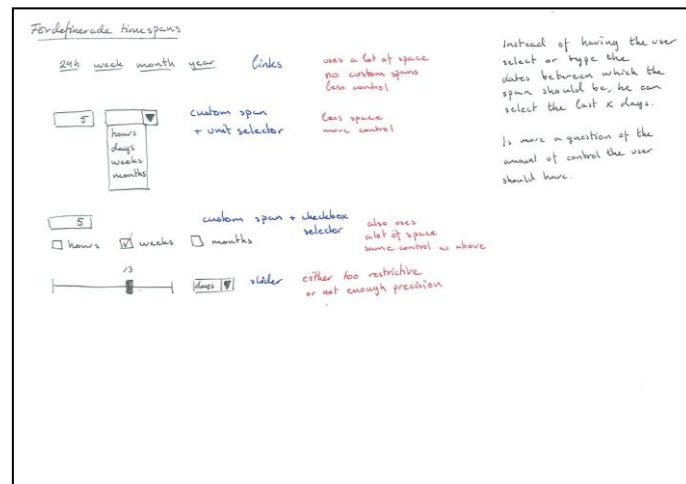 Fördefinerade timespans
24h week month year links
uses a lot of space
no custom spans
less control
Instead of having the user
select or type the
dates between which the
span should be, he can
select the last x days.
Is more a question of the
amount of control the user
should have.
5
hours
days
weeks
months
custom span
+ unit selector
less space
more control
5
hours weeks months
custom span + checkbox
selector
also uses
a lot of space
same control as above
13
days
slider
either too restrictive
or not enough precision